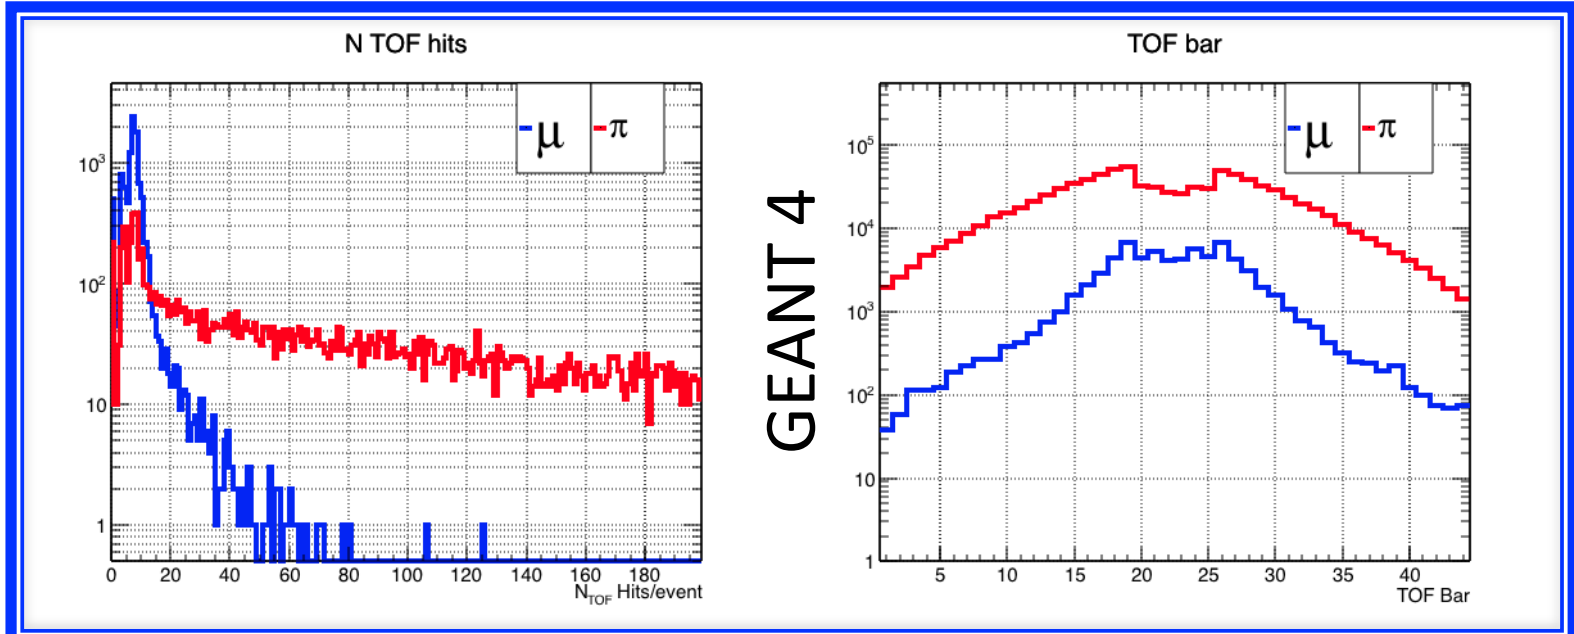 N TOF hits
μ π
10³
10²
10
1
0 20 40 60 80 100 120 140 160 180
N_TOF Hits/event
GEANT 4
TOF bar
μ π
10⁵
10⁴
10³
10²
10
1
5 10 15 20 25 30 35 40
TOF Bar